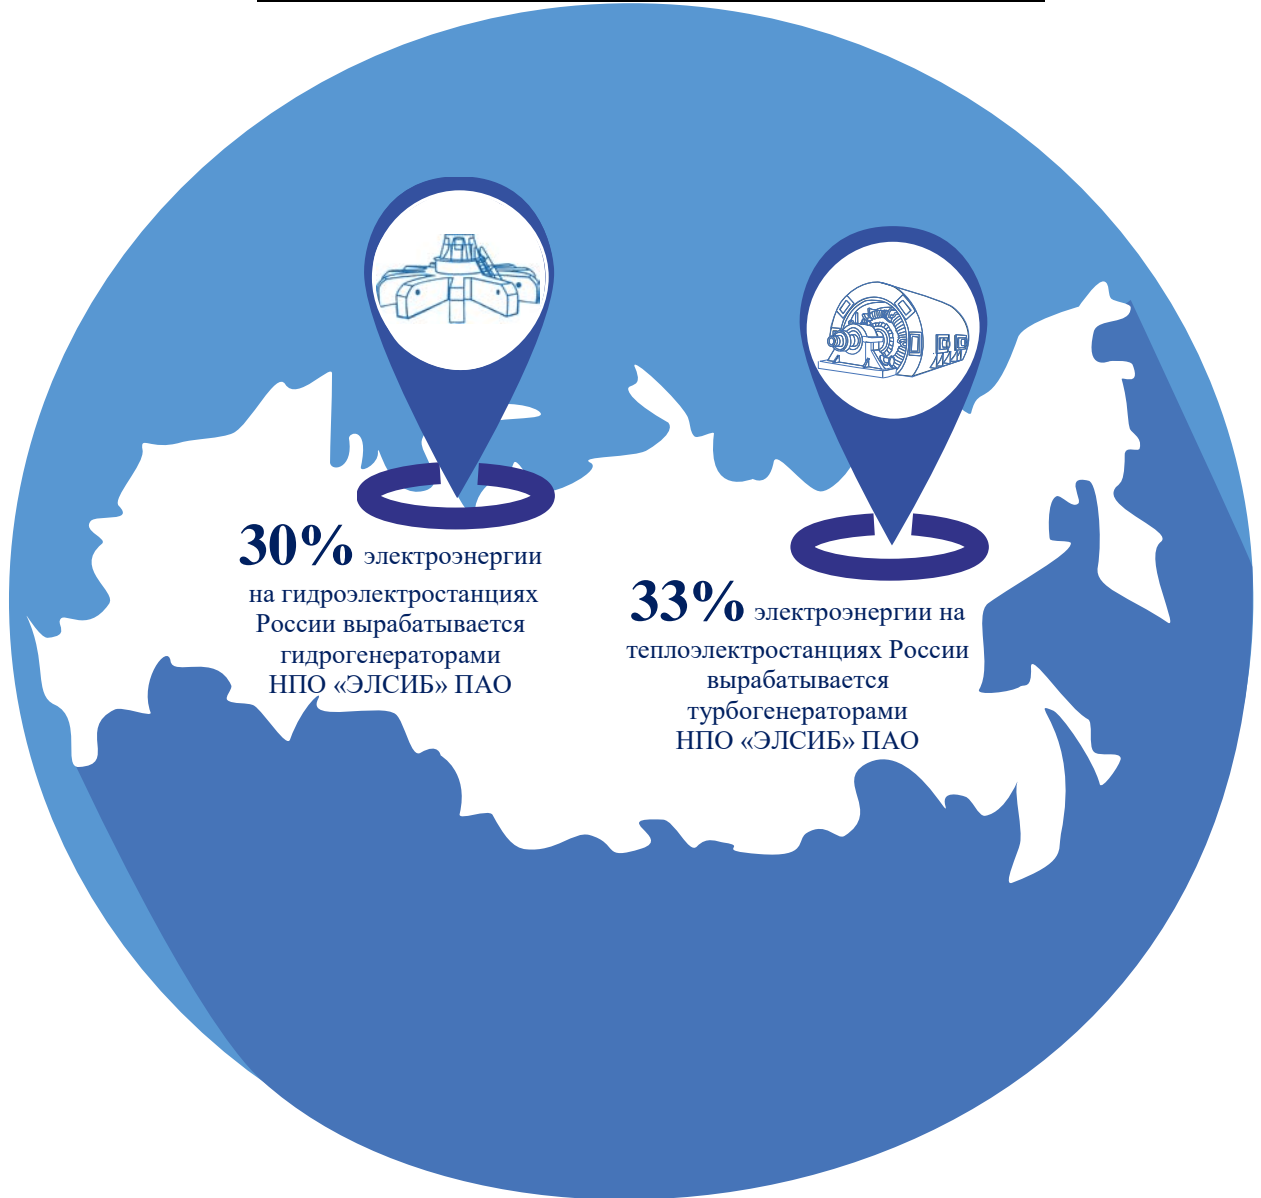 30% электроэнергии
на гидроэлектростанциях
России вырабатывается
гидрогенераторами
НПО «ЭЛСИБ» ПАО
33% электроэнергии на
теплоэлектростанциях России
вырабатывается
турбогенераторами
НПО «ЭЛСИБ» ПАО